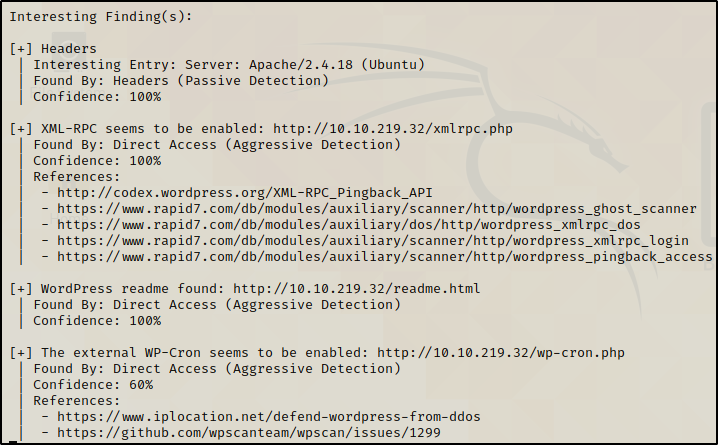 Interesting Finding(s):
[+] Headers
| Interesting Entry: Server: Apache/2.4.18 (Ubuntu)
| Found By: Headers (Passive Detection)
| Confidence: 100%
[+] XML-RPC seems to be enabled: http://10.10.219.32/xmlrpc.php
| Found By: Direct Access (Aggressive Detection)
| Confidence: 100%
| References:
|  - http://codex.wordpress.org/XML-RPC_Pingback_API
|  - https://www.rapid7.com/db/modules/auxiliary/scanner/http/wordpress_ghost_scanner
|  - https://www.rapid7.com/db/modules/auxiliary/dos/http/wordpress_xmlrpc_dos
|  - https://www.rapid7.com/db/modules/auxiliary/scanner/http/wordpress_xmlrpc_login
|  - https://www.rapid7.com/db/modules/auxiliary/scanner/http/wordpress_pingback_access
[+] WordPress readme found: http://10.10.219.32/readme.html
| Found By: Direct Access (Aggressive Detection)
| Confidence: 100%
[+] The external WP-Cron seems to be enabled: http://10.10.219.32/wp-cron.php
| Found By: Direct Access (Aggressive Detection)
| Confidence: 60%
| References:
|  - https://www.iplocation.net/defend-wordpress-from-ddos
|  - https://github.com/wpscanteam/wpscan/issues/1299